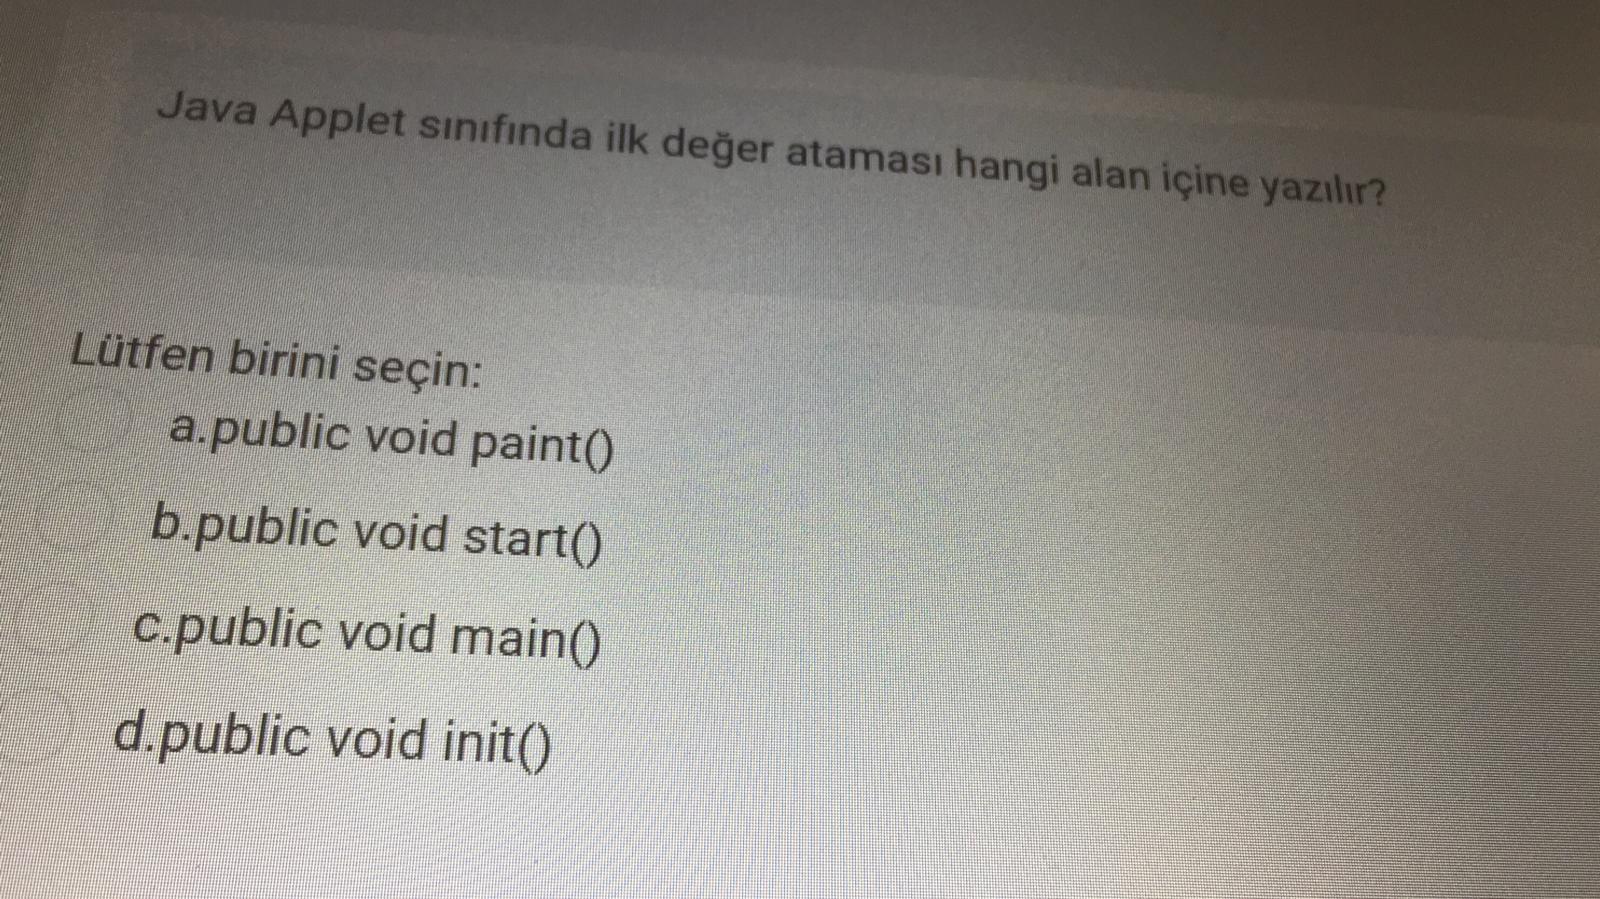 Java Applet sınıfında ilk değer ataması hangi alan içine yazılır?
Lütfen birini seçin:
a.public void paint()
b.public void start()
c.public void main()
d.public void init()